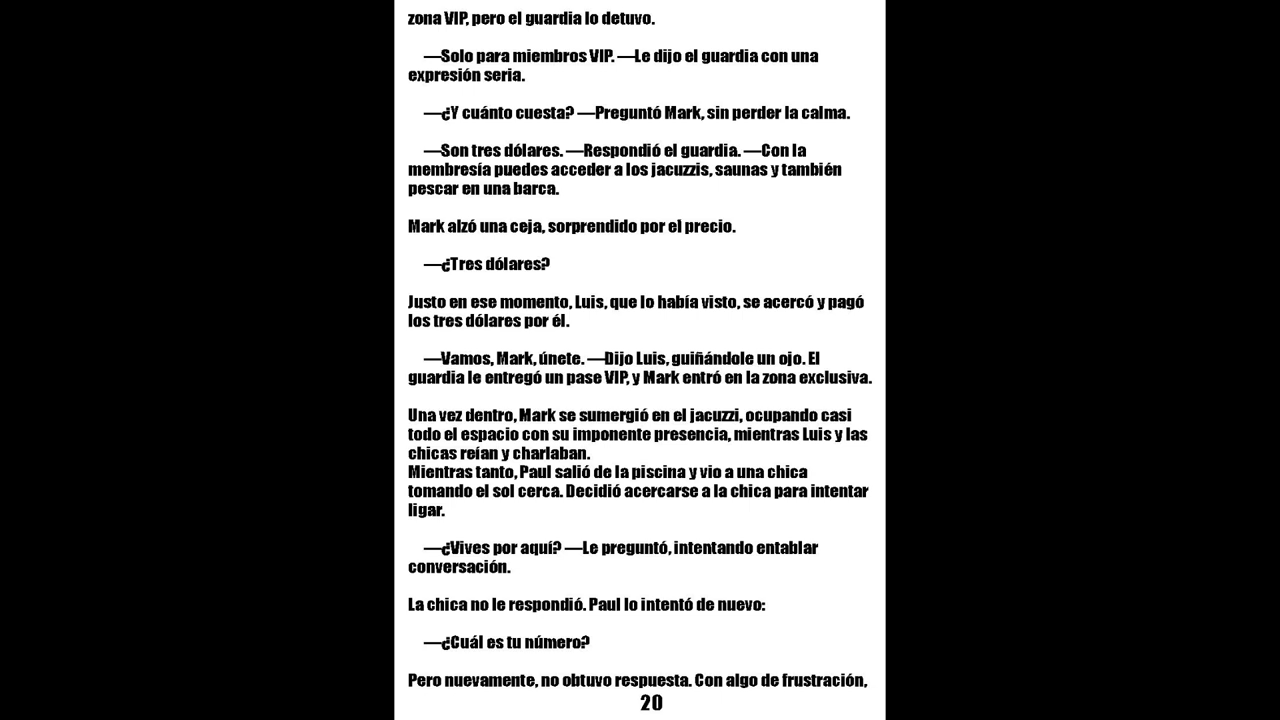 zona VIP, pero el guardia lo detuvo.
—Solo para miembros VIP. —Le dijo el guardia con una
expresión seria.
—¿Y cuánto cuesta? —Preguntó Mark, sin perder la calma.
—Son tres dólares. —Respondió el guardia. —Con la
membresía puedes acceder a los jacuzzis, saunas y también
pescar en una barca.
Mark alzó una ceja, sorprendido por el precio.
—¿Tres dólares?
Justo en ese momento, Luis, que lo había visto, se acercó y pagó
los tres dólares por él.
—Vamos, Mark, únete. —Dijo Luis, guiñándole un ojo. El
guardia le entregó un pase VIP, y Mark entró en la zona exclusiva.
Una vez dentro, Mark se sumergió en el jacuzzi, ocupando casi
todo el espacio con su imponente presencia, mientras Luis y las
chicas reían y charlaban.
Mientras tanto, Paul salió de la piscina y vio a una chica
tomando el sol cerca. Decidió acercarse a la chica para intentar
ligar.
—¿Vives por aquí? —Le preguntó, intentando entablar
conversación.
La chica no le respondió. Paul lo intentó de nuevo:
—¿Cuál es tu número?
Pero nuevamente, no obtuvo respuesta. Con algo de frustración,
20